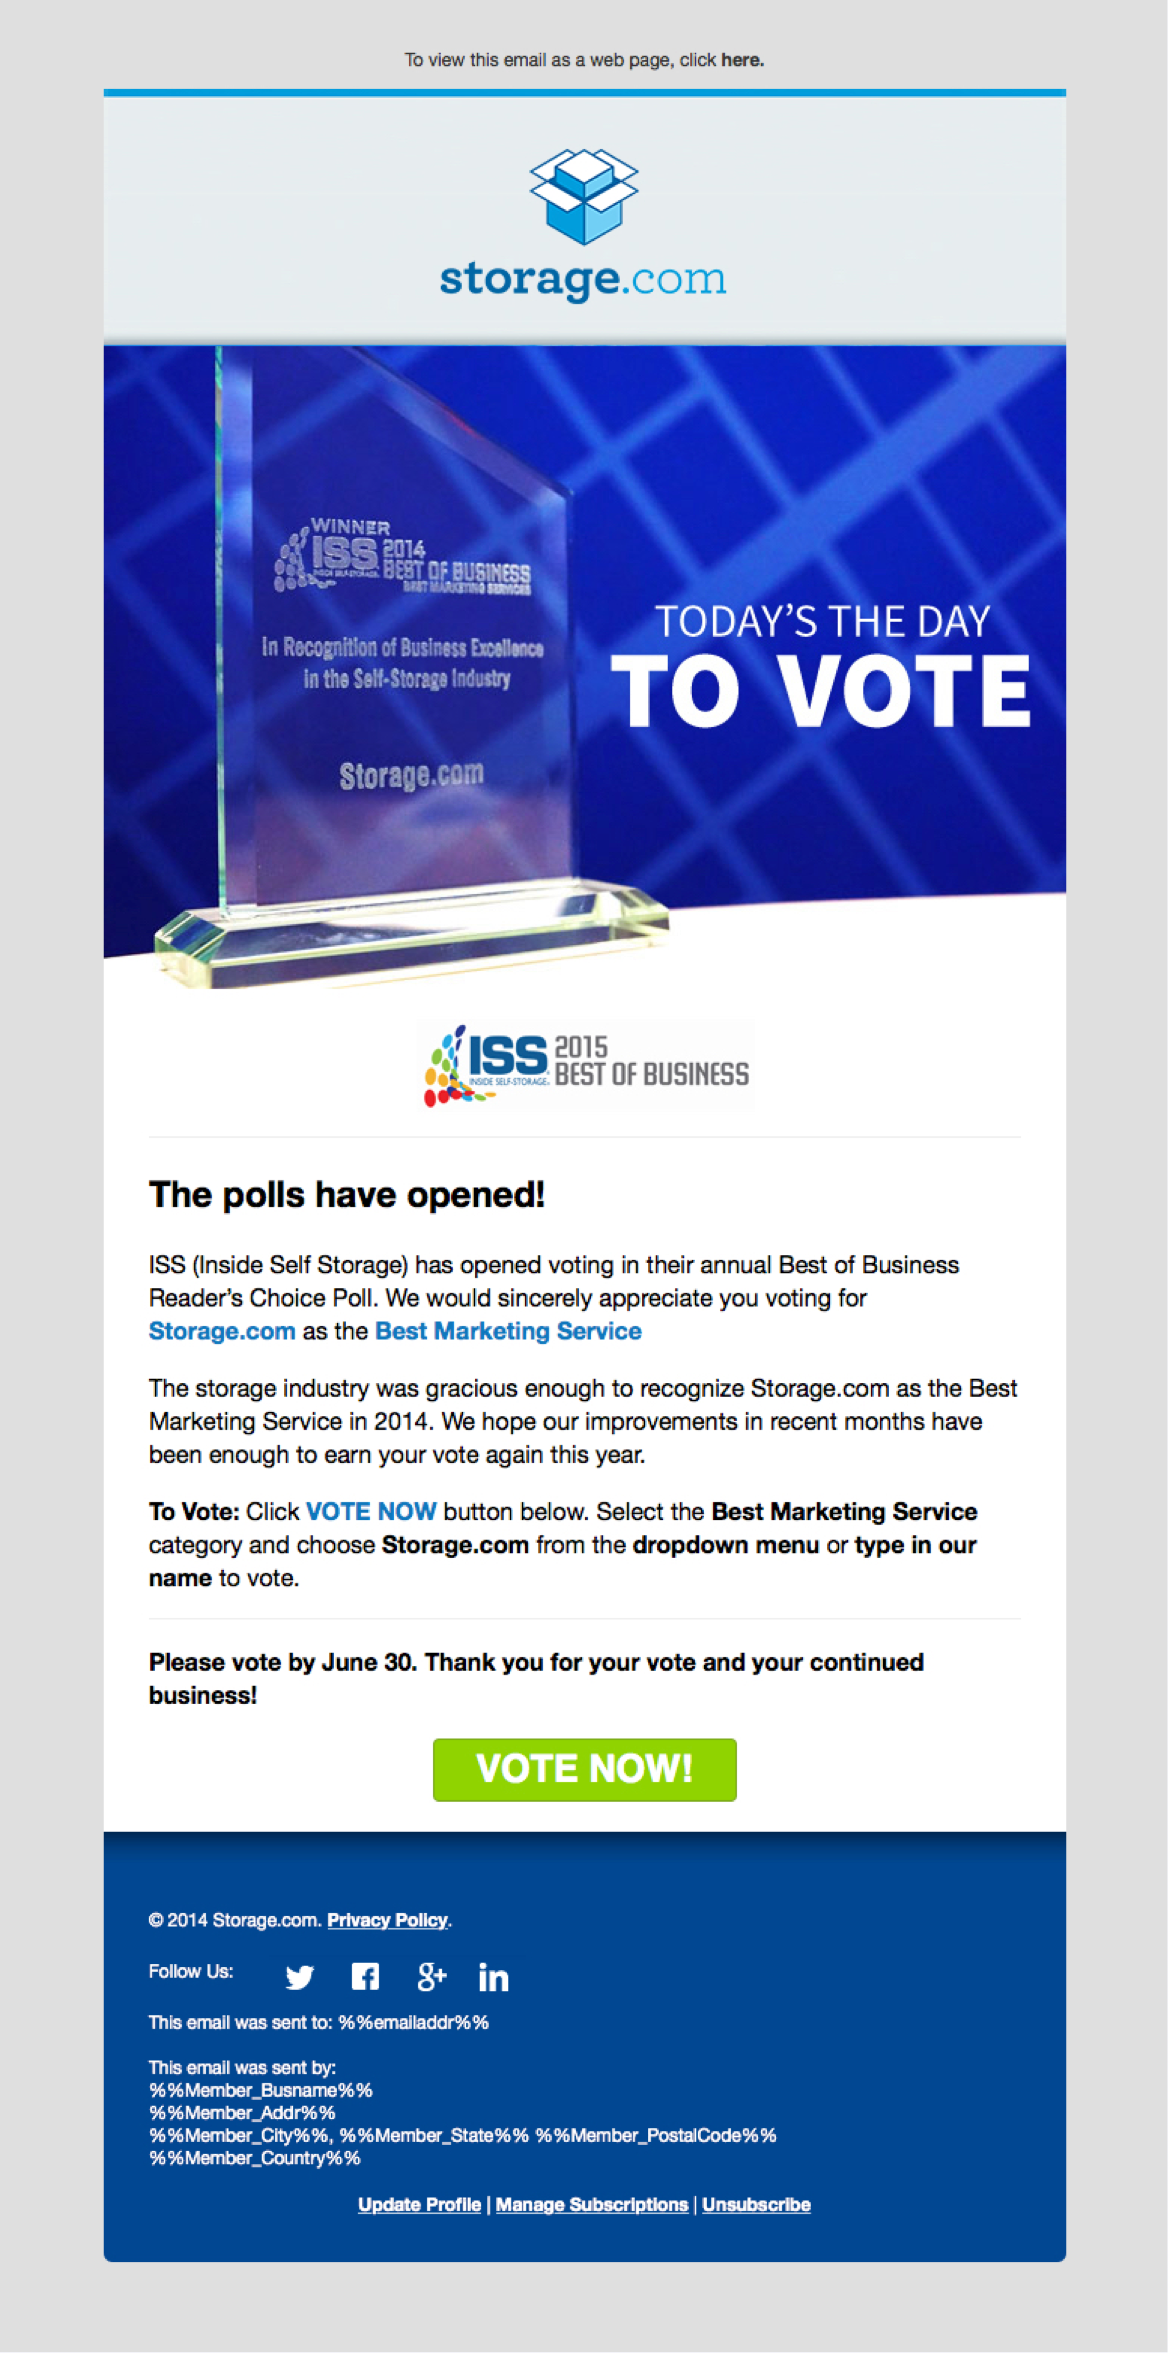 To view this email as a web page, click here.
storage.com
WINNER
ISS 2014
INSIDE SELF-STORAGE. BEST OF BUSINESS
BEST MARKETING SERVICES
In Recognition of Business Excellence
in the Self-Storage Industry
Storage.com
TODAY'S THE DAY
TO VOTE
ISS 2015
INSIDE SELF-STORAGE. BEST OF BUSINESS
The polls have opened!
ISS (Inside Self Storage) has opened voting in their annual Best of Business
Reader's Choice Poll. We would sincerely appreciate you voting for
Storage.com as the Best Marketing Service
The storage industry was gracious enough to recognize Storage.com as the Best
Marketing Service in 2014. We hope our improvements in recent months have
been enough to earn your vote again this year.
To Vote: Click VOTE NOW button below. Select the Best Marketing Service
category and choose Storage.com from the dropdown menu or type in our
name to vote.
Please vote by June 30. Thank you for your vote and your continued
business!
VOTE NOW!
© 2014 Storage.com. Privacy Policy.
Follow Us:
This email was sent to: %%emailaddr%%
This email was sent by:
%%Member_Busname%%
%%Member_Addr%%
%%Member_City%%, %%Member_State%% %%Member_PostalCode%%
%%Member_Country%%
Update Profile | Manage Subscriptions | Unsubscribe